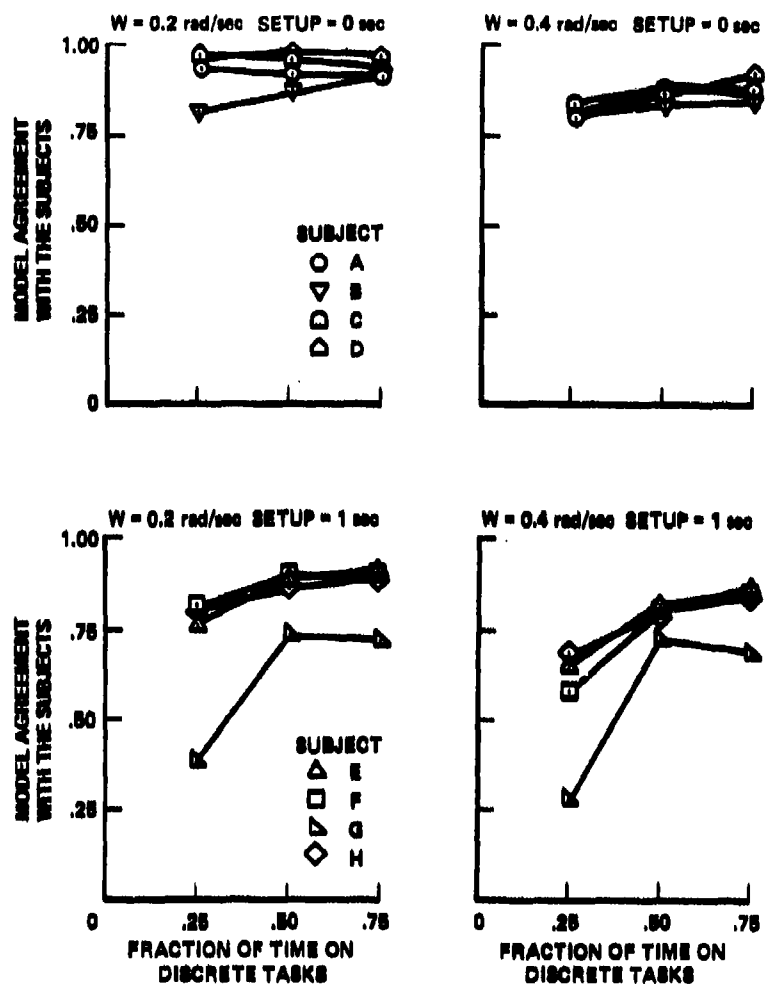 W = 0.2 rad/sec SETUP = 0 sec
W = 0.4 rad/sec SETUP = 0 sec
MODEL AGREEMENT
WITH THE SUBJECTS
1.00
.75
.50
.25
0
SUBJECT
A
B
C
D
W = 0.2 rad/sec SETUP = 1 sec
W = 0.4 rad/sec SETUP = 1 sec
MODEL AGREEMENT
WITH THE SUBJECTS
1.00
.75
.50
.25
SUBJECT
E
F
G
H
0 .25 .50 .75
0 .25 .50 .75
FRACTION OF TIME ON
DISCRETE TASKS
FRACTION OF TIME ON
DISCRETE TASKS